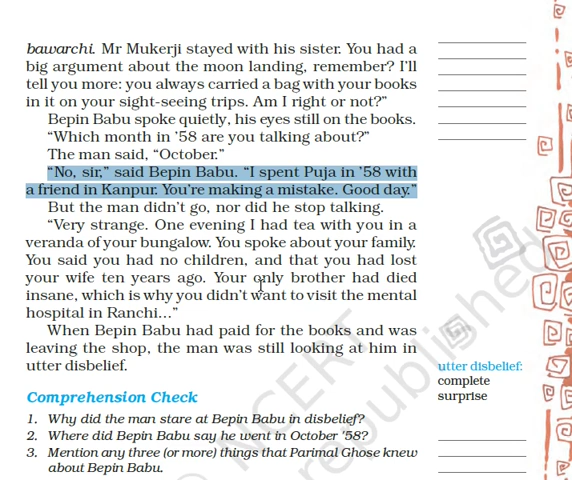 bawarchi. Mr Mukerji stayed with his sister. You had a
big argument about the moon landing, remember? I'll
tell you more: you always carried a bag with your books
in it on your sight-seeing trips. Am I right or not?"
Bepin Babu spoke quietly, his eyes still on the books.
"Which month in '58 are you talking about?"
The man said, "October."
"No, sir," said Bepin Babu. "I spent Puja in '58 with
a friend in Kanpur. You're making a mistake. Good day."
But the man didn't go, nor did he stop talking.
"Very strange. One evening I had tea with you in a
veranda of your bungalow. You spoke about your family.
You said you had no children, and that you had lost
your wife ten years ago. Your only brother had died
insane, which is why you didn't want to visit the mental
hospital in Ranchi..."
When Bepin Babu had paid for the books and was
leaving the shop, the man was still looking at him in
utter disbelief.
utter disbelief:
complete
surprise
Comprehension Check
1. Why did the man stare at Bepin Babu in disbelief?
2. Where did Bepin Babu say he went in October '58?
3. Mention any three (or more) things that Parimal Ghose knew
about Bepin Babu.
© NCERT
republished